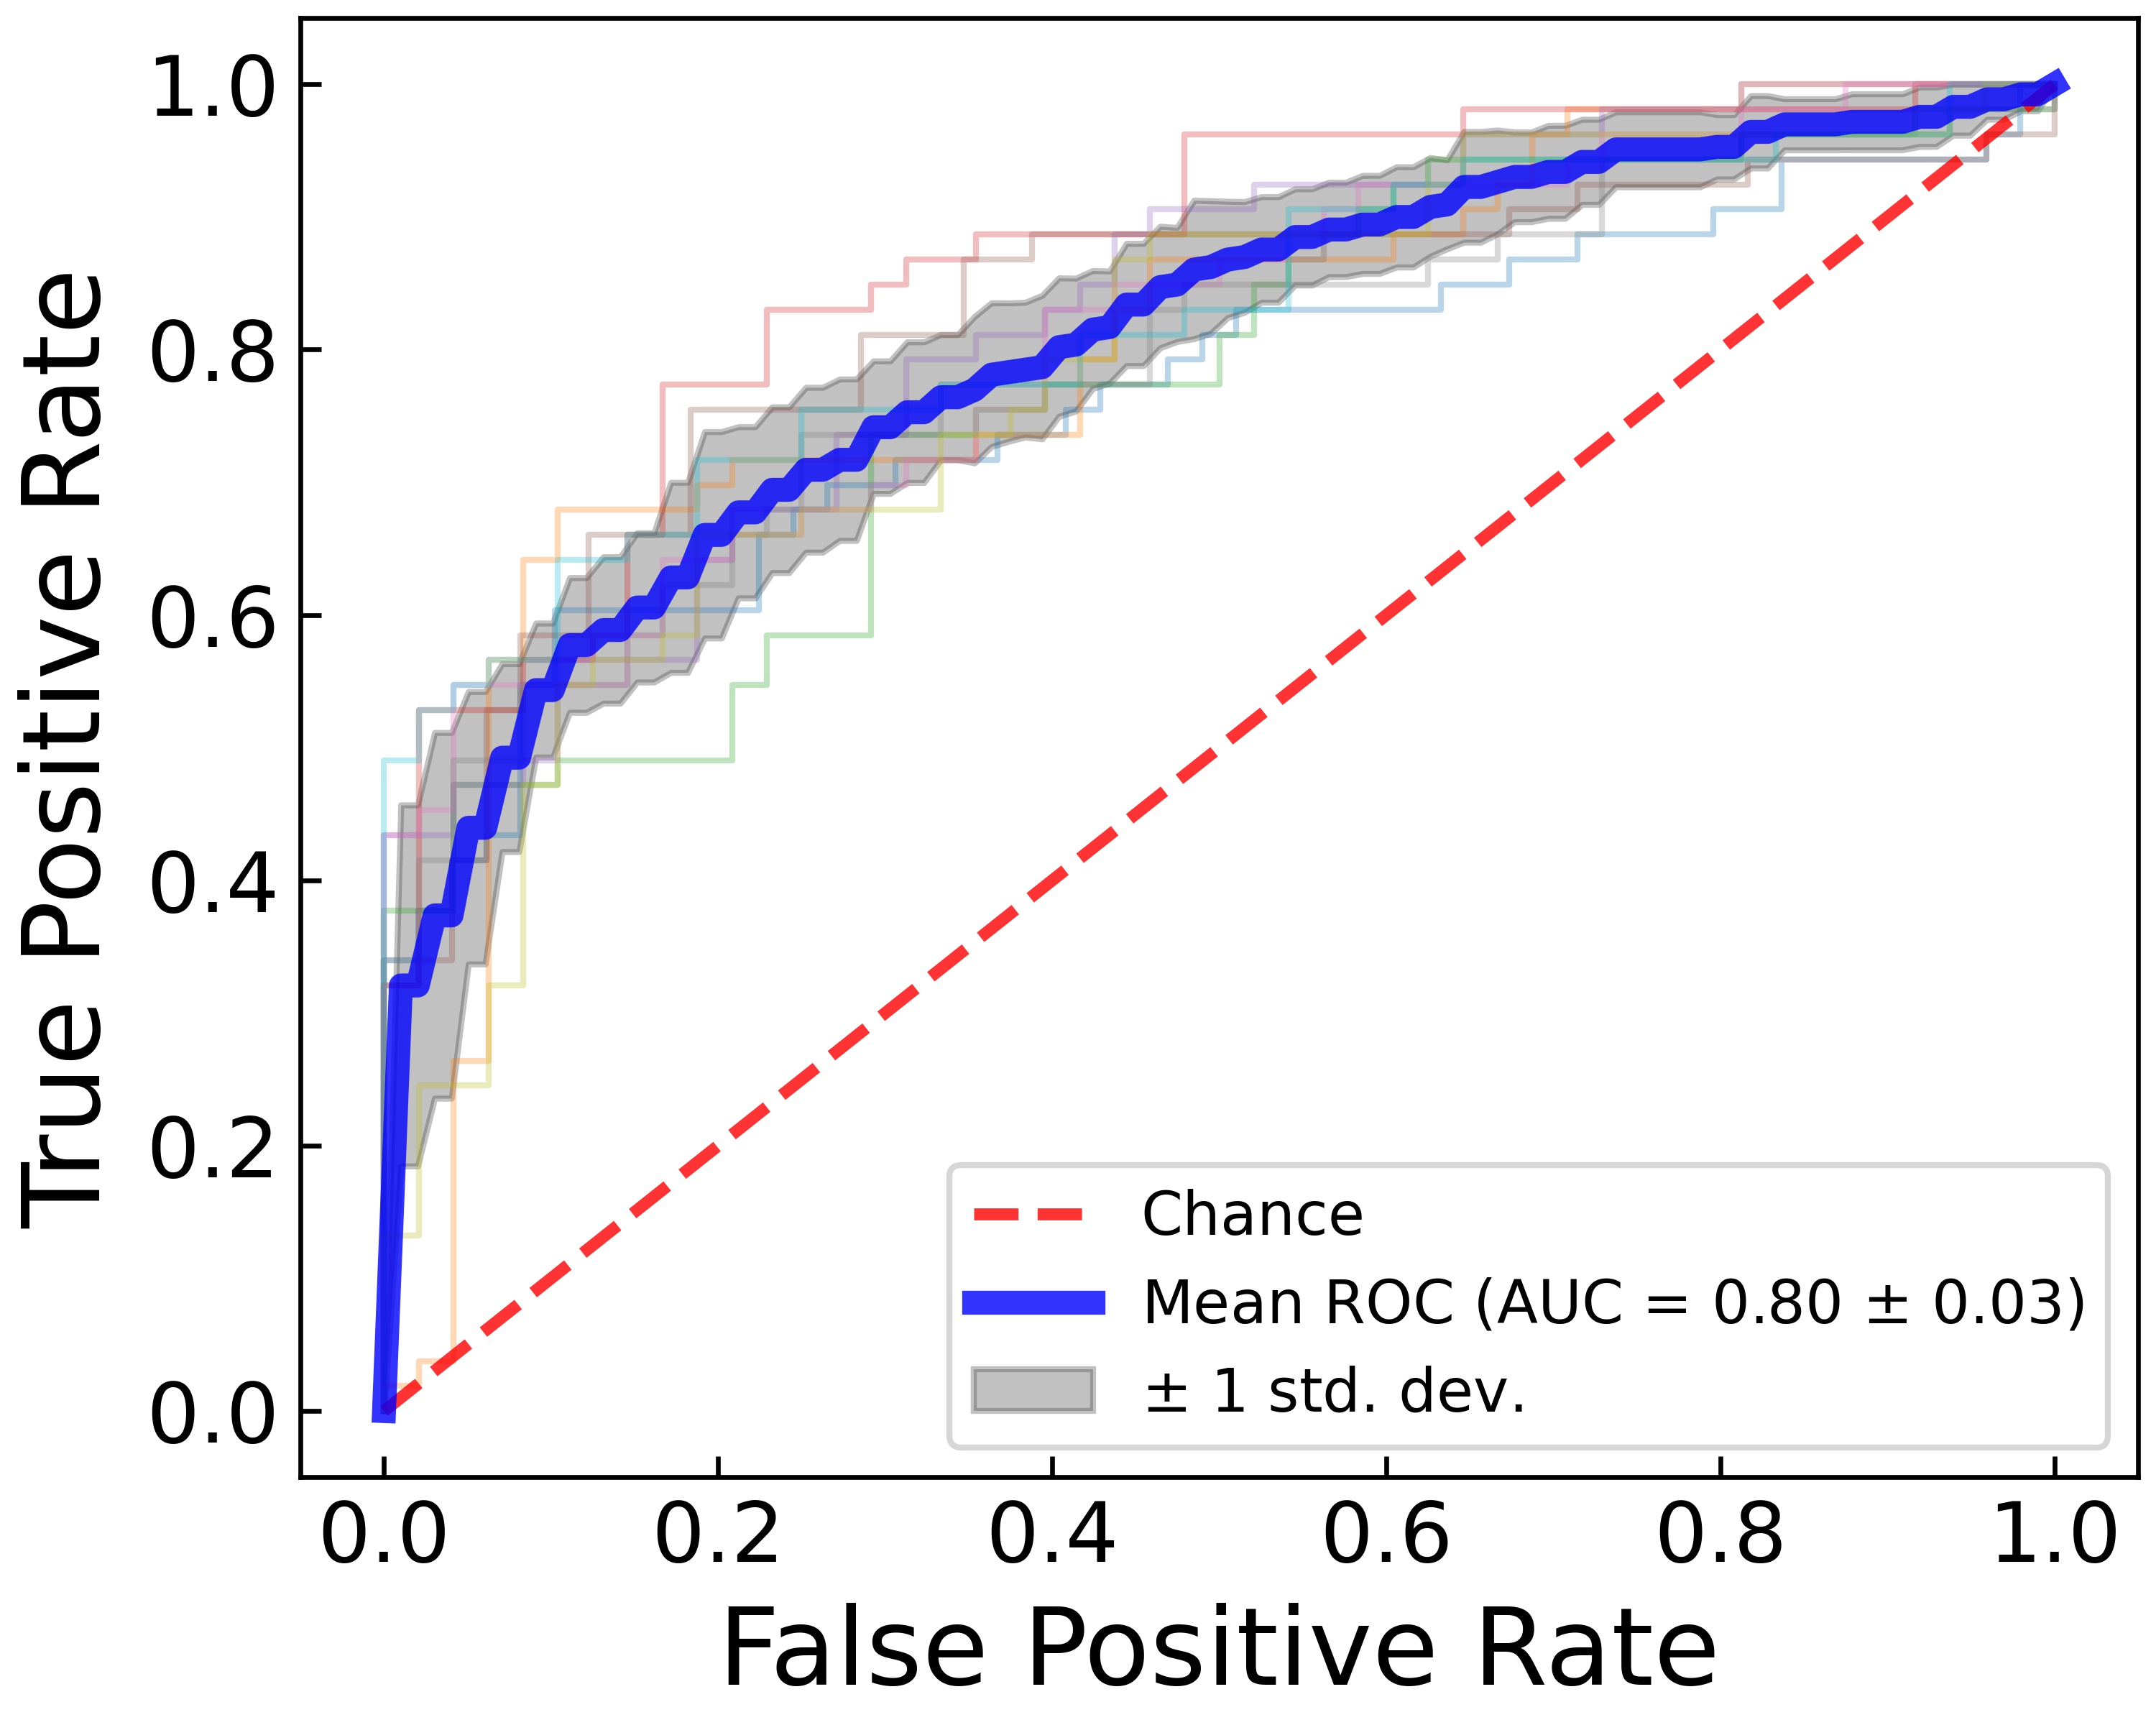 1.0
0.8
0.6
0.4
0.2
0.0
True Positive Rate
Chance
Mean ROC (AUC = 0.80 ± 0.03)
± 1 std. dev.
0.0 0.2 0.4 0.6 0.8 1.0
False Positive Rate